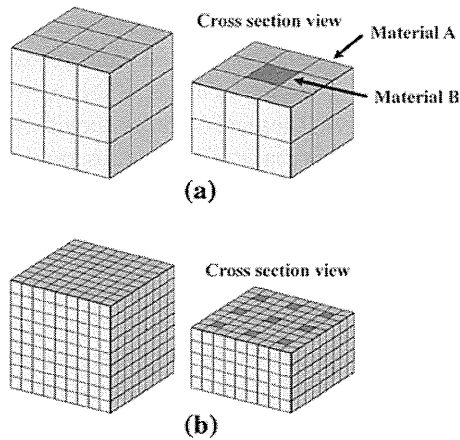 Cross section view
Material A
Material B
(a)
Cross section view
(b)